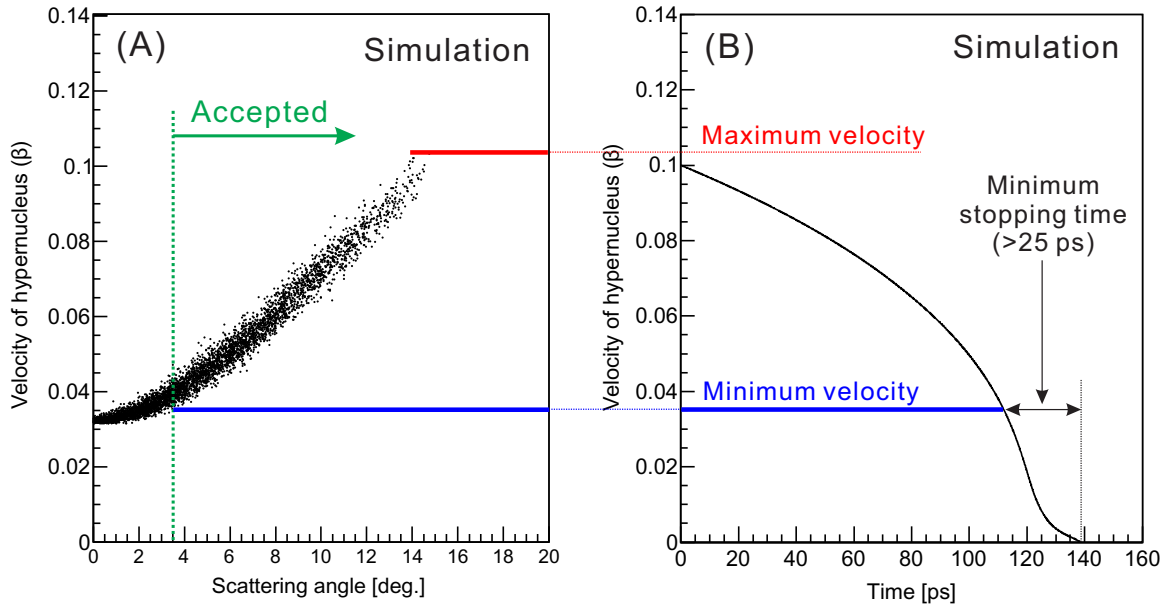 (A)
Simulation
Accepted
Velocity of hypernucleus (β)
0.14
0.12
0.1
0.08
0.06
0.04
0.02
0
0 2 4 6 8 10 12 14 16 18 20
Scattering angle [deg.]
(B)
Simulation
Maximum velocity
Minimum
stopping time
(>25 ps)
Minimum velocity
Velocity of hypernucleus (β)
0.14
0.12
0.1
0.08
0.06
0.04
0.02
0
0 20 40 60 80 100 120 140 160
Time [ps]